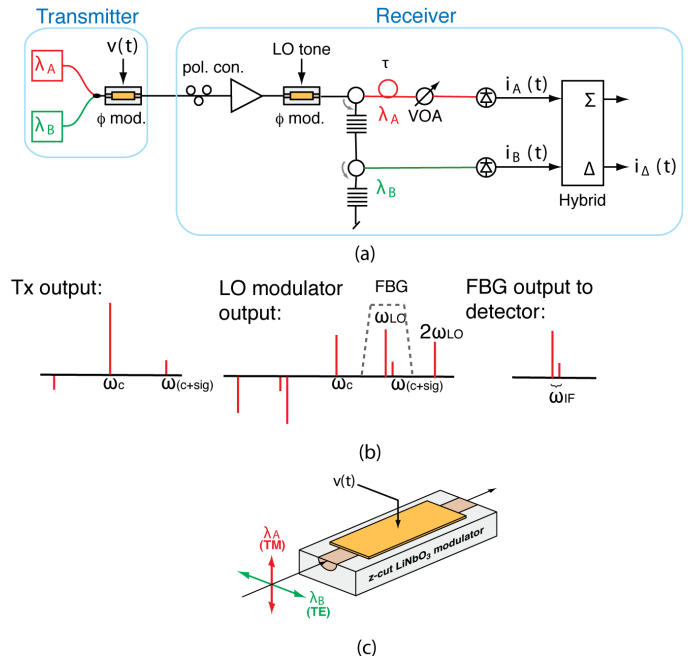 Transmitter
Receiver
v(t)
LO tone
τ
λA
λB
pol. con.
ϕ mod.
ϕ mod.
λA
VOA
iA (t)
iB (t)
Σ
Δ
iΔ (t)
λB
Hybrid
(a)
Tx output:
LO modulator
output:
FBG
FBG output to
detector:
ωLO
2ωLO
ωc
ω(c+sig)
ωc
ω(c+sig)
ωIF
(b)
v(t)
λA
(TM)
λB
(TE)
z-cut LiNbO3 modulator
(c)